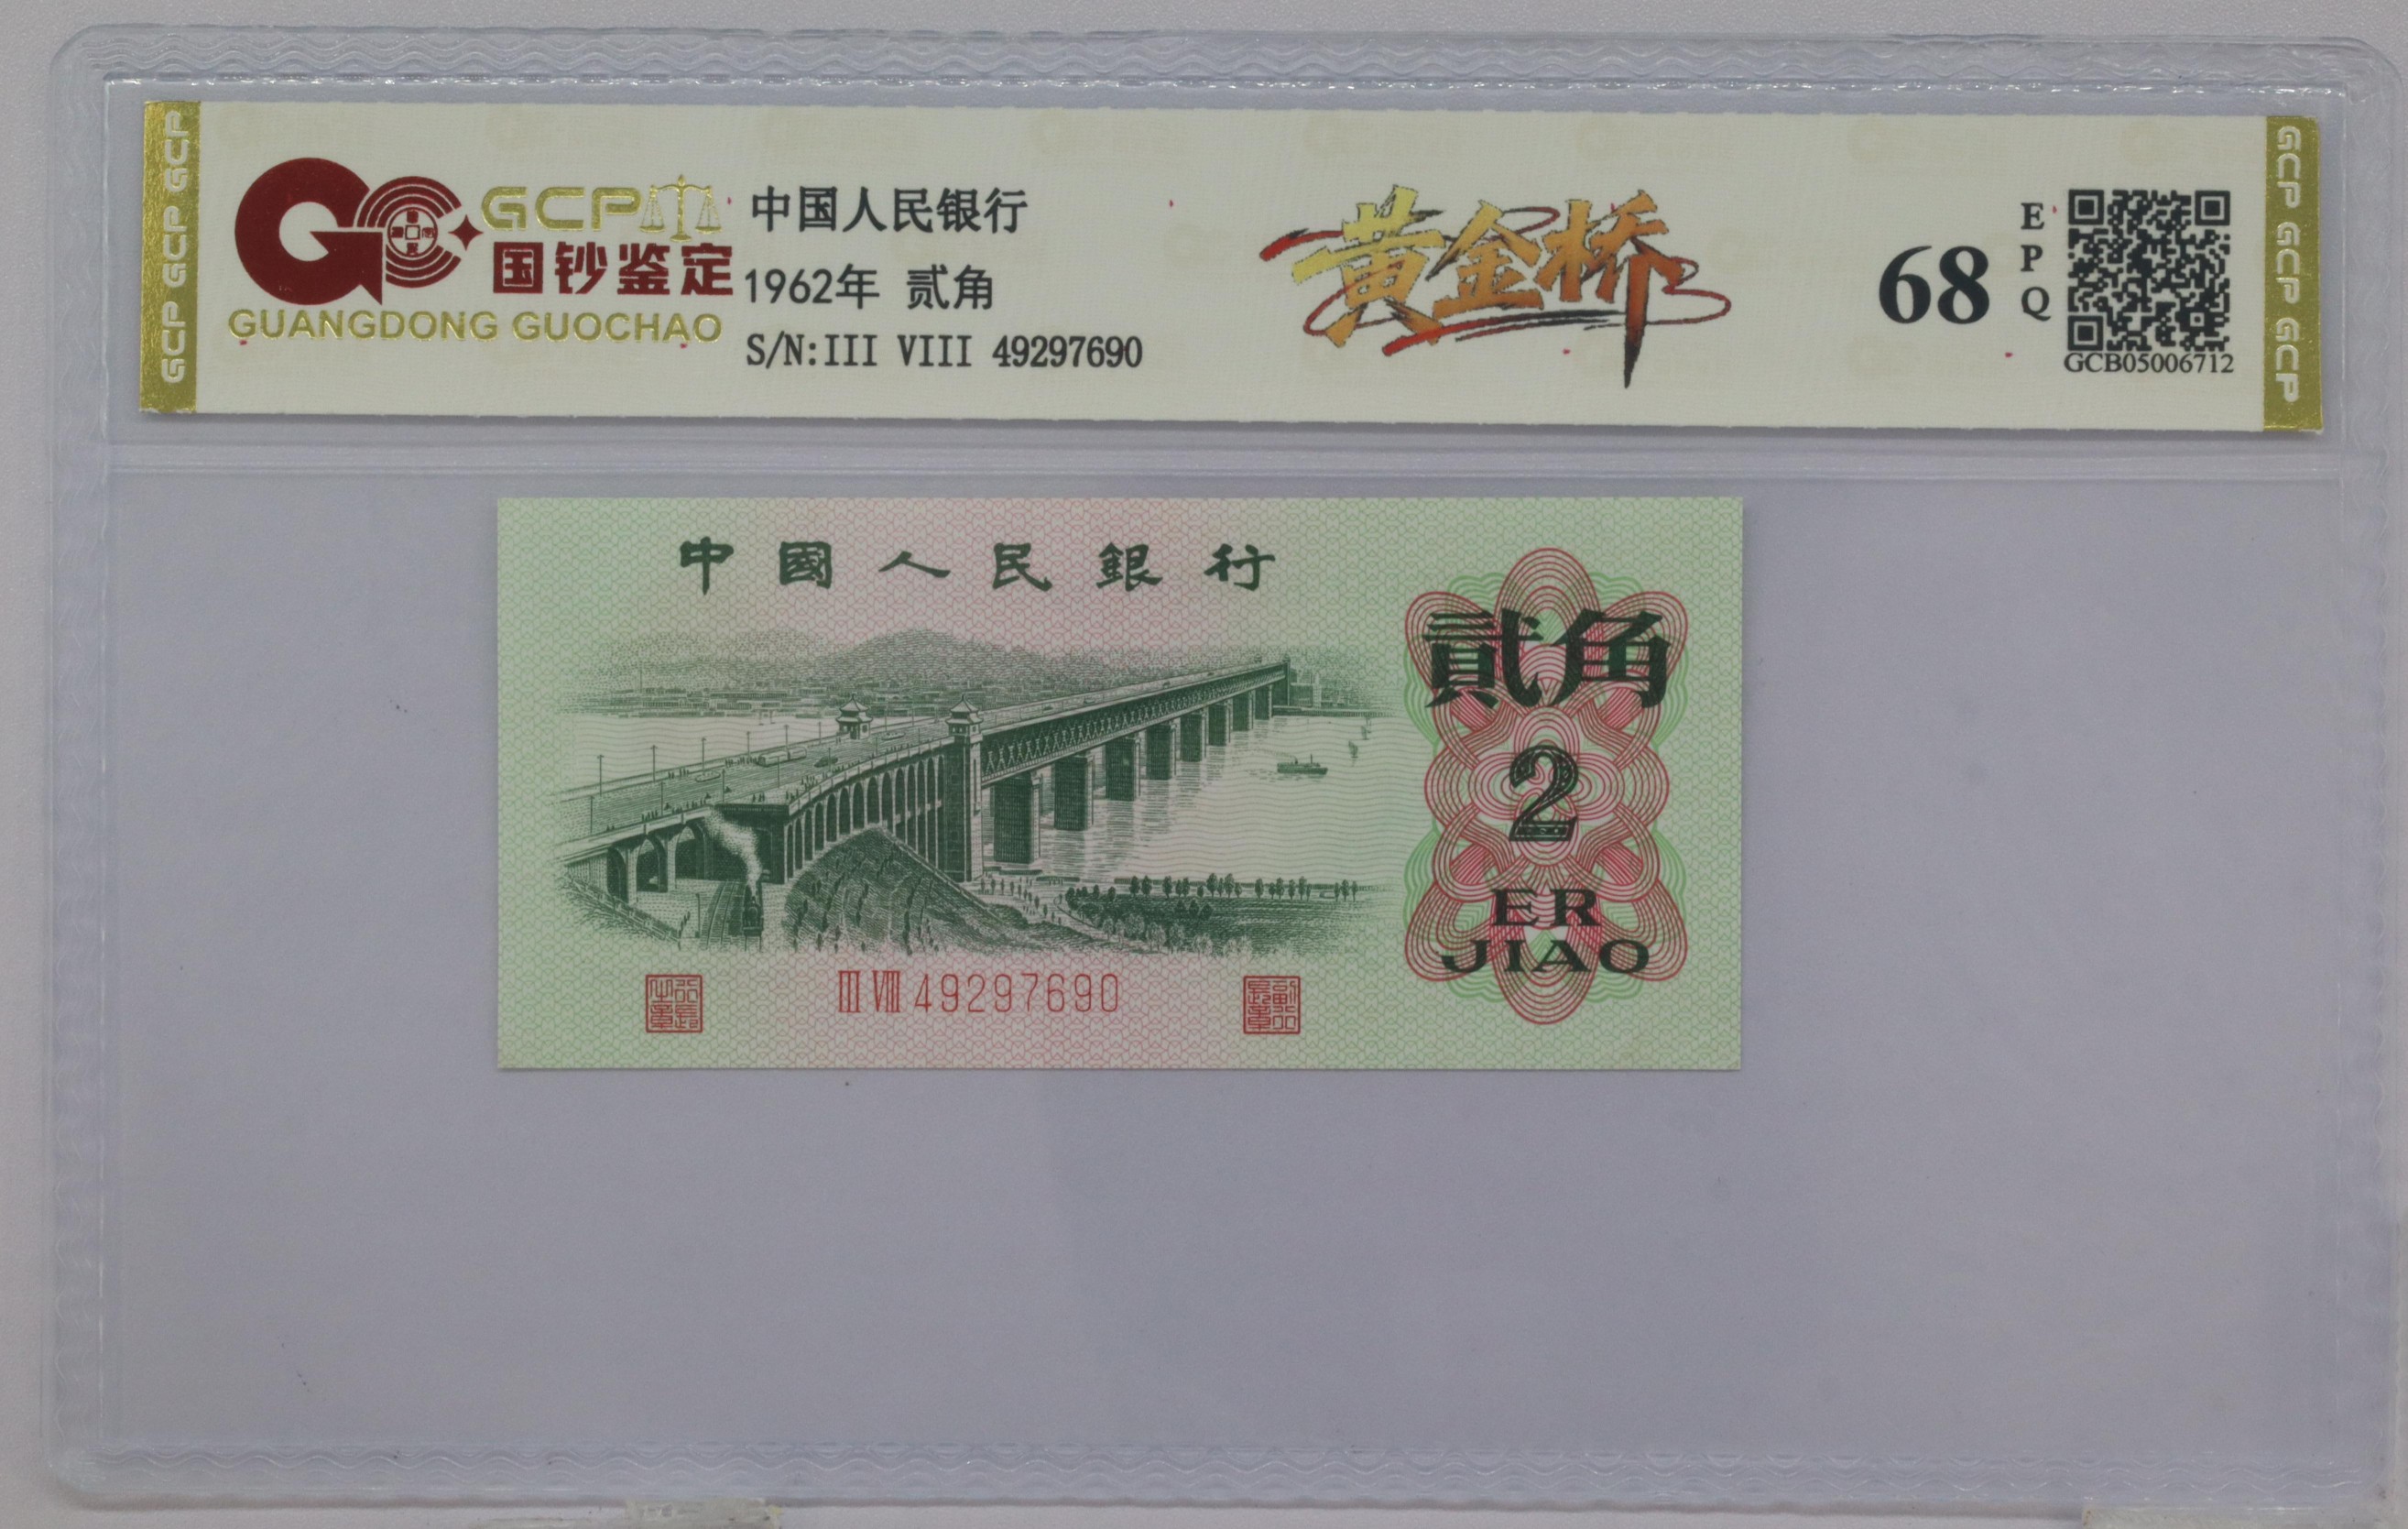 GCP GCP GCP
GCP
国钞鉴定
GUANGDONG GUOCHAO
中国人民银行
1962年 贰角
S/N:III VIII 49297690
黄金桥
68
EPQ
GCB05006712
GCP GCP GCP
中國人民銀行
貳角
2
ER
JIAO
III VIII 49297690